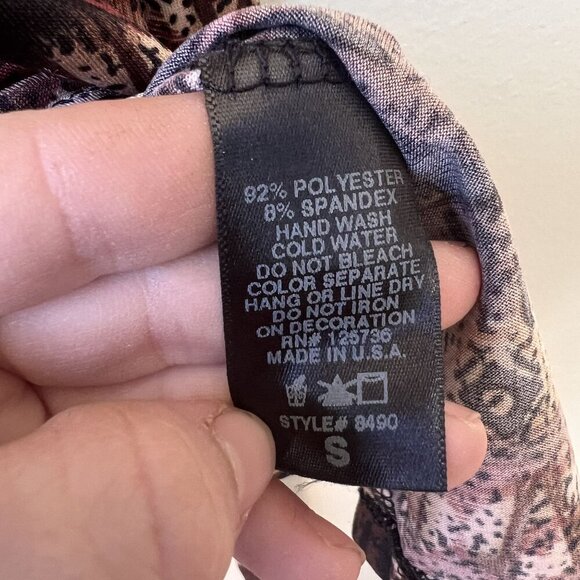 92% POLYESTER
8% SPANDEX
HAND WASH
COLD WATER
DO NOT BLEACH
COLOR SEPARATE
HANG OR LINE DRY
DO NOT IRON
ON DECORATION
RN# 125736
MADE IN U.S.A.
STYLE# 8490
S